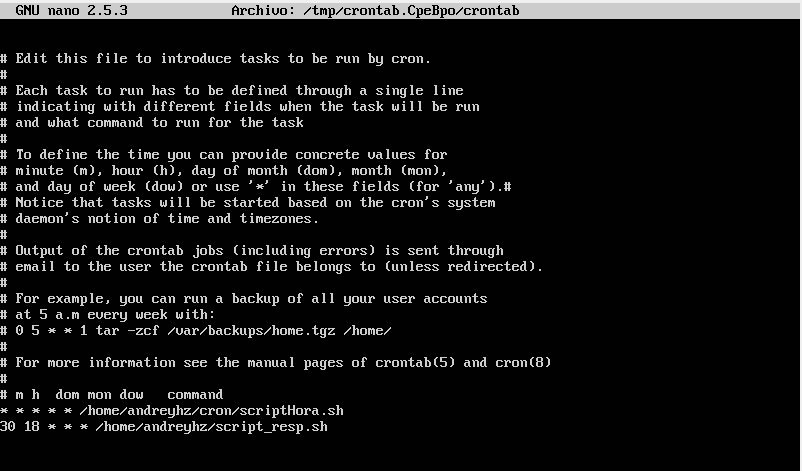 GNU nano 2.5.3 Archivo: /tmp/crontab.CpeBpo/crontab
# Edit this file to introduce tasks to be run by cron.
#
# Each task to run has to be defined through a single line
# indicating with different fields when the task will be run
# and what command to run for the task
#
# To define the time you can provide concrete values for
# minute (m), hour (h), day of month (dom), month (mon),
# and day of week (dow) or use '*' in these fields (for 'any').#
# Notice that tasks will be started based on the cron's system
# daemon's notion of time and timezones.
#
# Output of the crontab jobs (including errors) is sent through
# email to the user the crontab file belongs to (unless redirected).
#
# For example, you can run a backup of all your user accounts
# at 5 a.m every week with:
# 0 5 * * 1 tar -zcf /var/backups/home.tgz /home/
#
# For more information see the manual pages of crontab(5) and cron(8)
#
# m h  dom mon dow   command
* * * * * /home/andreyhz/cron/scriptHora.sh
30 18 * * * /home/andreyhz/script_resp.sh